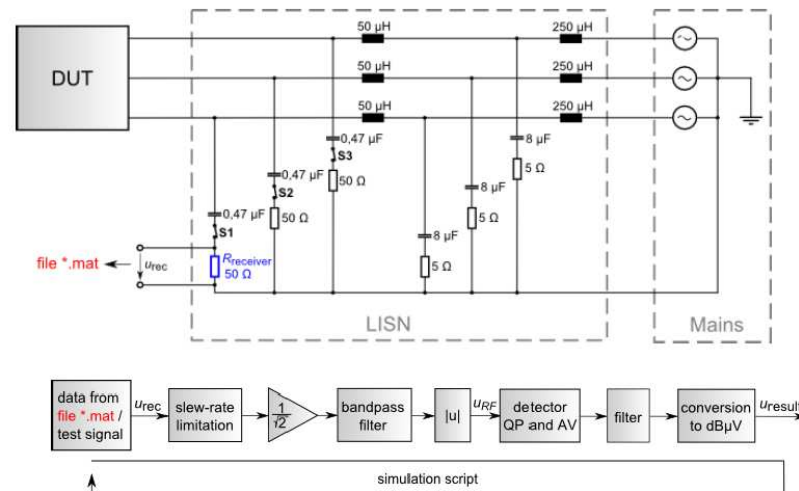 50 µH
250 µH
DUT
50 µH
250 µH
50 µH
250 µH
0,47 µF
S3
50 Ω
8 µF
5 Ω
0,47 µF
S2
50 Ω
8 µF
5 Ω
0,47 µF
S1
8 µF
5 Ω
file *.mat
urec
Rreceiver
50 Ω
LISN
Mains
data from
file *.mat /
test signal
urec
slew-rate
limitation
1
√2
bandpass
filter
|u|
uRF
detector
QP and AV
filter
conversion
to dBµV
uresult
simulation script